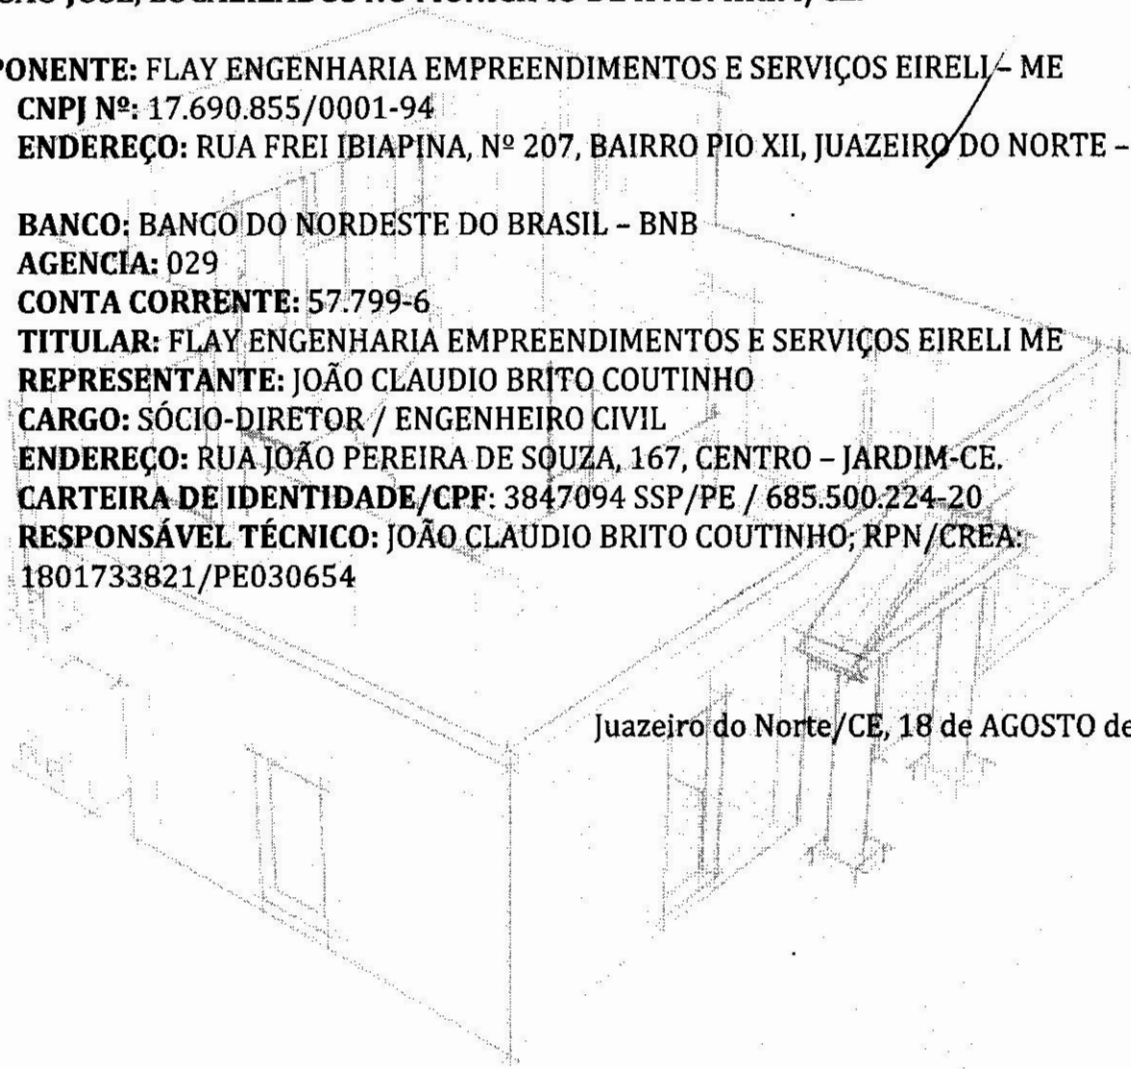 PONENTE: FLAY ENGENHARIA EMPREENDIMENTOS E SERVIÇOS EIRELI – ME
CNPJ Nº: 17.690.855/0001-94
ENDEREÇO: RUA FREI IBIAPINA, Nº 207, BAIRRO PIO XII, JUAZEIRO DO NORTE –
BANCO: BANCO DO NORDESTE DO BRASIL – BNB
AGENCIA: 029
CONTA CORRENTE: 57.799-6
TITULAR: FLAY ENGENHARIA EMPREENDIMENTOS E SERVIÇOS EIRELI ME
REPRESENTANTE: JOÃO CLAUDIO BRITO COUTINHO
CARGO: SÓCIO-DIRETOR / ENGENHEIRO CIVIL
ENDEREÇO: RUA JOÃO PEREIRA DE SOUZA, 167, CENTRO – JARDIM-CE.
CARTEIRA DE IDENTIDADE/CPF: 3847094 SSP/PE / 685.500.224-20
RESPONSÁVEL TÉCNICO: JOÃO CLAUDIO BRITO COUTINHO; RPN/CREA:
1801733821/PE030654
Juazeiro do Norte/CE, 18 de AGOSTO de